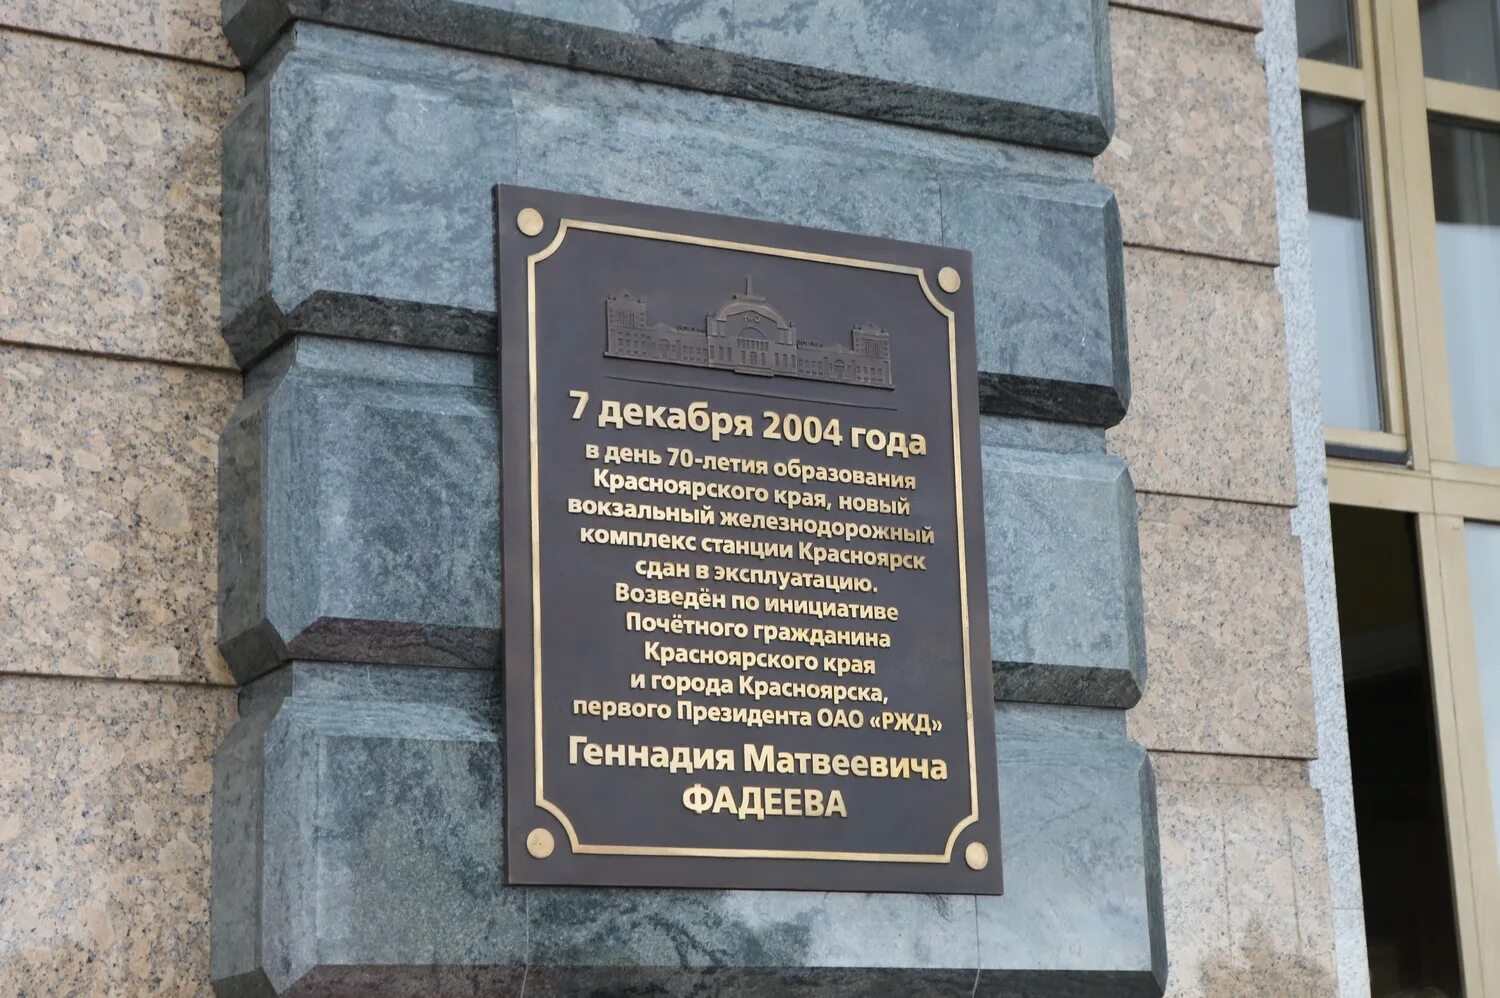 7 декабря 2004 года
в день 70-летия образования
Красноярского края, новый
вокзальный железнодорожный
комплекс станции Красноярск
сдан в эксплуатацию.
Возведён по инициативе
Почётного гражданина
Красноярского края
и города Красноярска,
первого Президента ОАО «РЖД»
Геннадия Матвеевича
ФАДЕЕВА